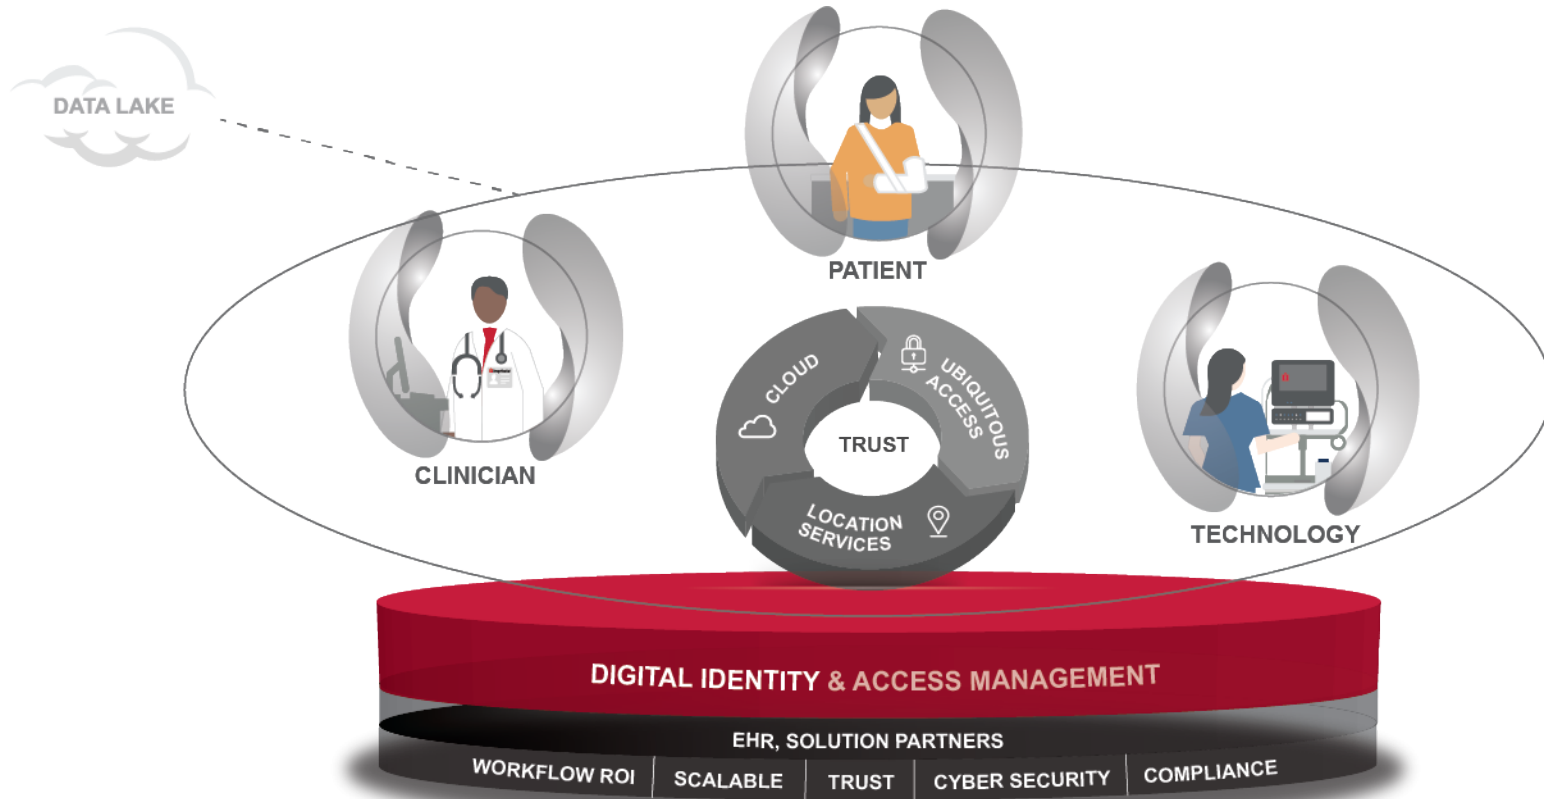 DATA LAKE
PATIENT
CLINICIAN
CLOUD
UBIQUITOUS
ACCESS
TRUST
LOCATION
SERVICES
TECHNOLOGY
DIGITAL IDENTITY & ACCESS MANAGEMENT
EHR, SOLUTION PARTNERS
WORKFLOW ROI
SCALABLE
TRUST
CYBER SECURITY
COMPLIANCE